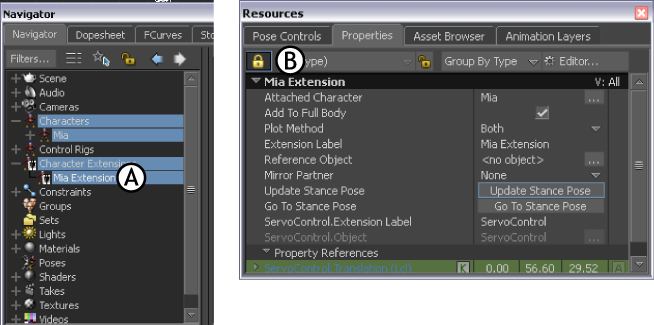 Navigator
Navigator Dopesheet FCurves
Filters...
Scene
Audio
Cameras
Characters
Mia
Control Rigs
Character Extension
Mia Extension A
Constraints
Groups
Sets
Lights
Materials
Poses
Shaders
Takes
Textures
Videos
Resources
Pose Controls Properties Asset Browser Animation Layers
B Group By Type Editor...
Mia Extension V: All
Attached Character Mia ...
Add To Full Body
Plot Method Both
Extension Label Mia Extension
Reference Object <no object> ...
Mirror Partner None
Update Stance Pose Update Stance Pose
Go To Stance Pose Go To Stance Pose
ServoControl.Extension Label ServoControl
ServoControl.Object ServoControl ...
Property References
ServoControl Translation (Lcl) K 0.00 56.60 29.52 A